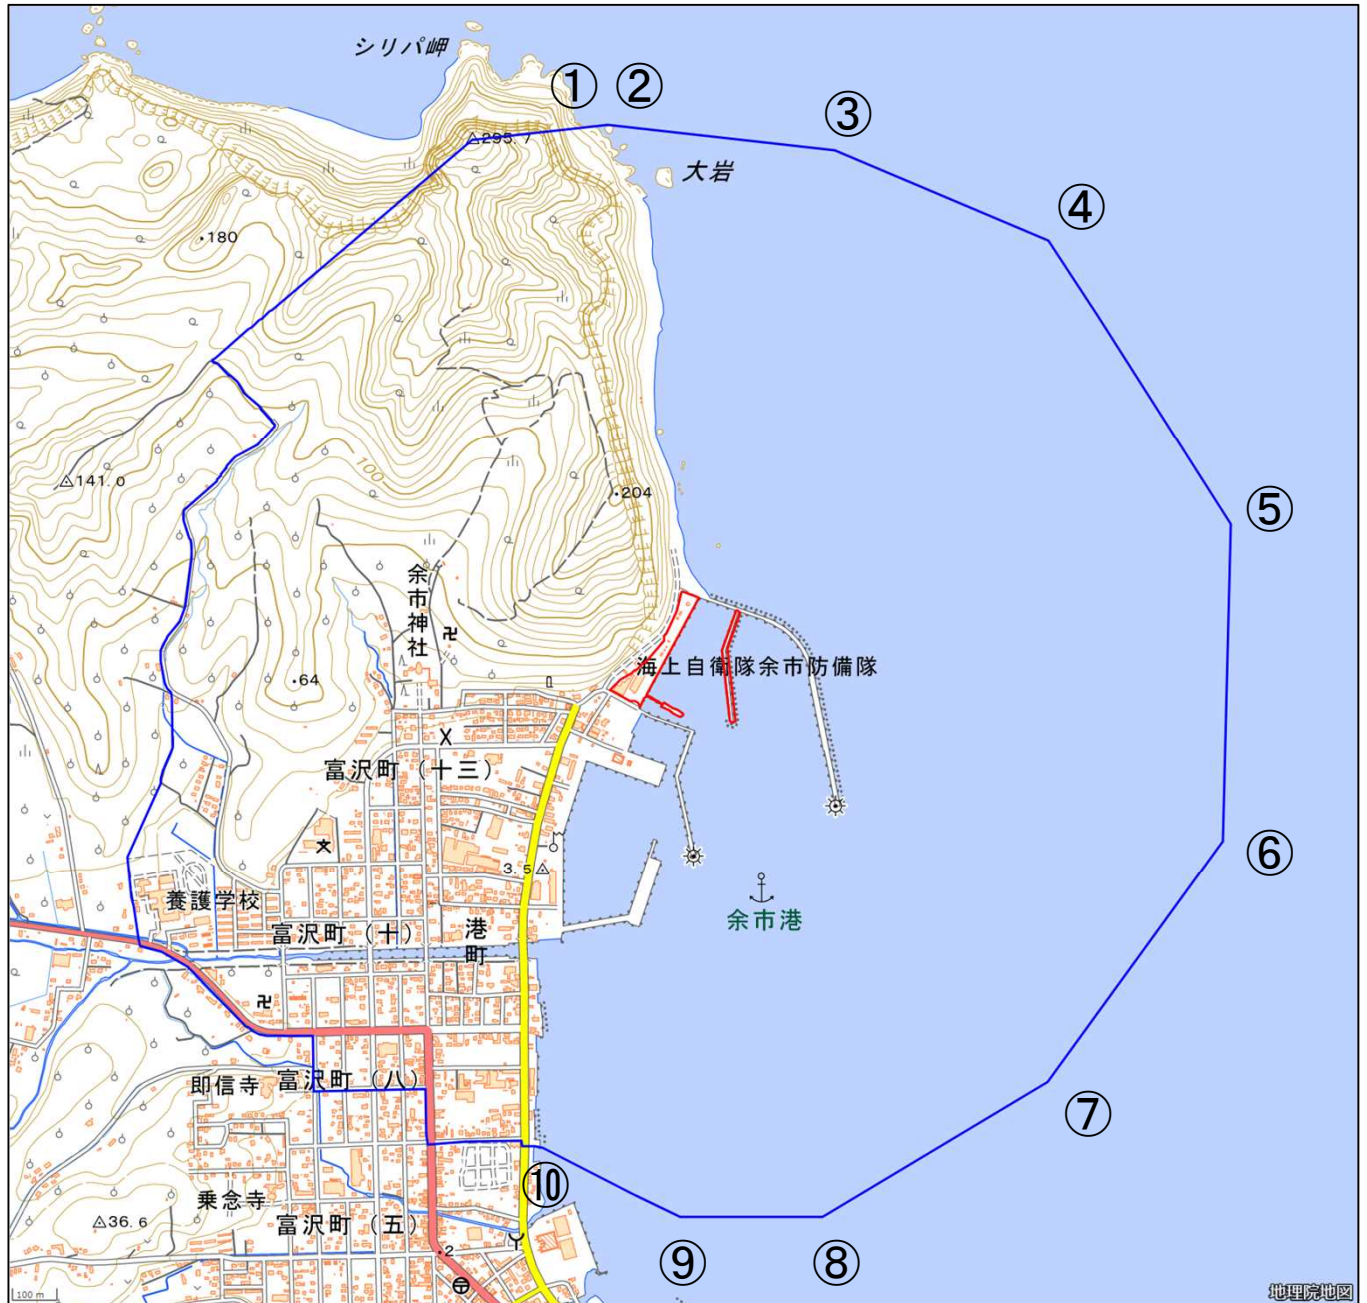 シリパ岬
① ②
③
295.7
大岩
④
180
100
141.0
204
⑤
余市神社
海上自衛隊余市防備隊
64
富沢町（十三）
3.5
⑥
養護学校
余市港
富沢町（十）
港町
即信寺
富沢町（八）
⑦
⑩
乗念寺
36.6
富沢町（五）
2
⑨
⑧
100 m
地理院地図